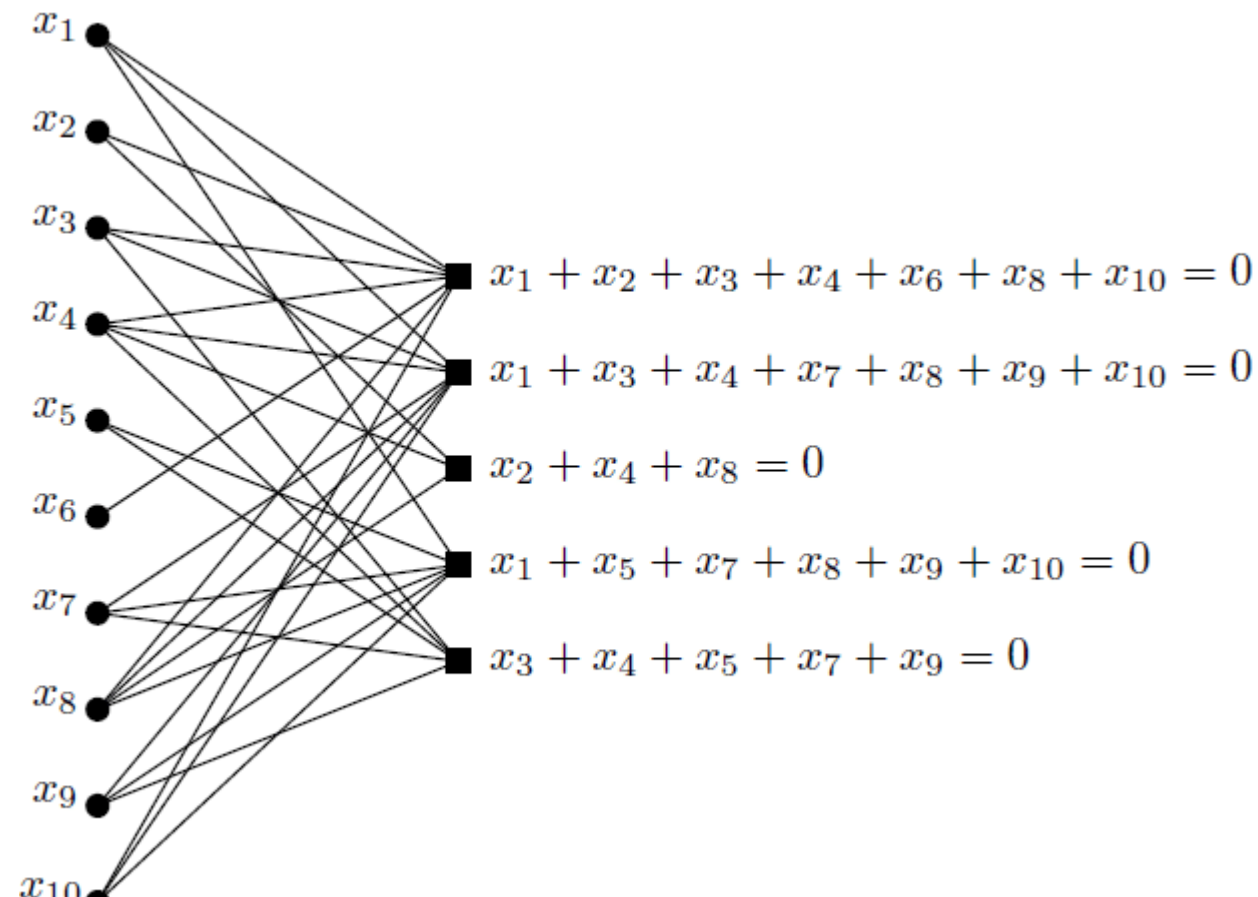 x₁
x₂
x₃
x₁ + x₂ + x₃ + x₄ + x₆ + x₈ + x₁₀ = 0
x₄
x₁ + x₃ + x₄ + x₇ + x₈ + x₉ + x₁₀ = 0
x₅
x₂ + x₄ + x₈ = 0
x₆
x₁ + x₅ + x₇ + x₈ + x₉ + x₁₀ = 0
x₇
x₃ + x₄ + x₅ + x₇ + x₉ = 0
x₈
x₉
x₁₀